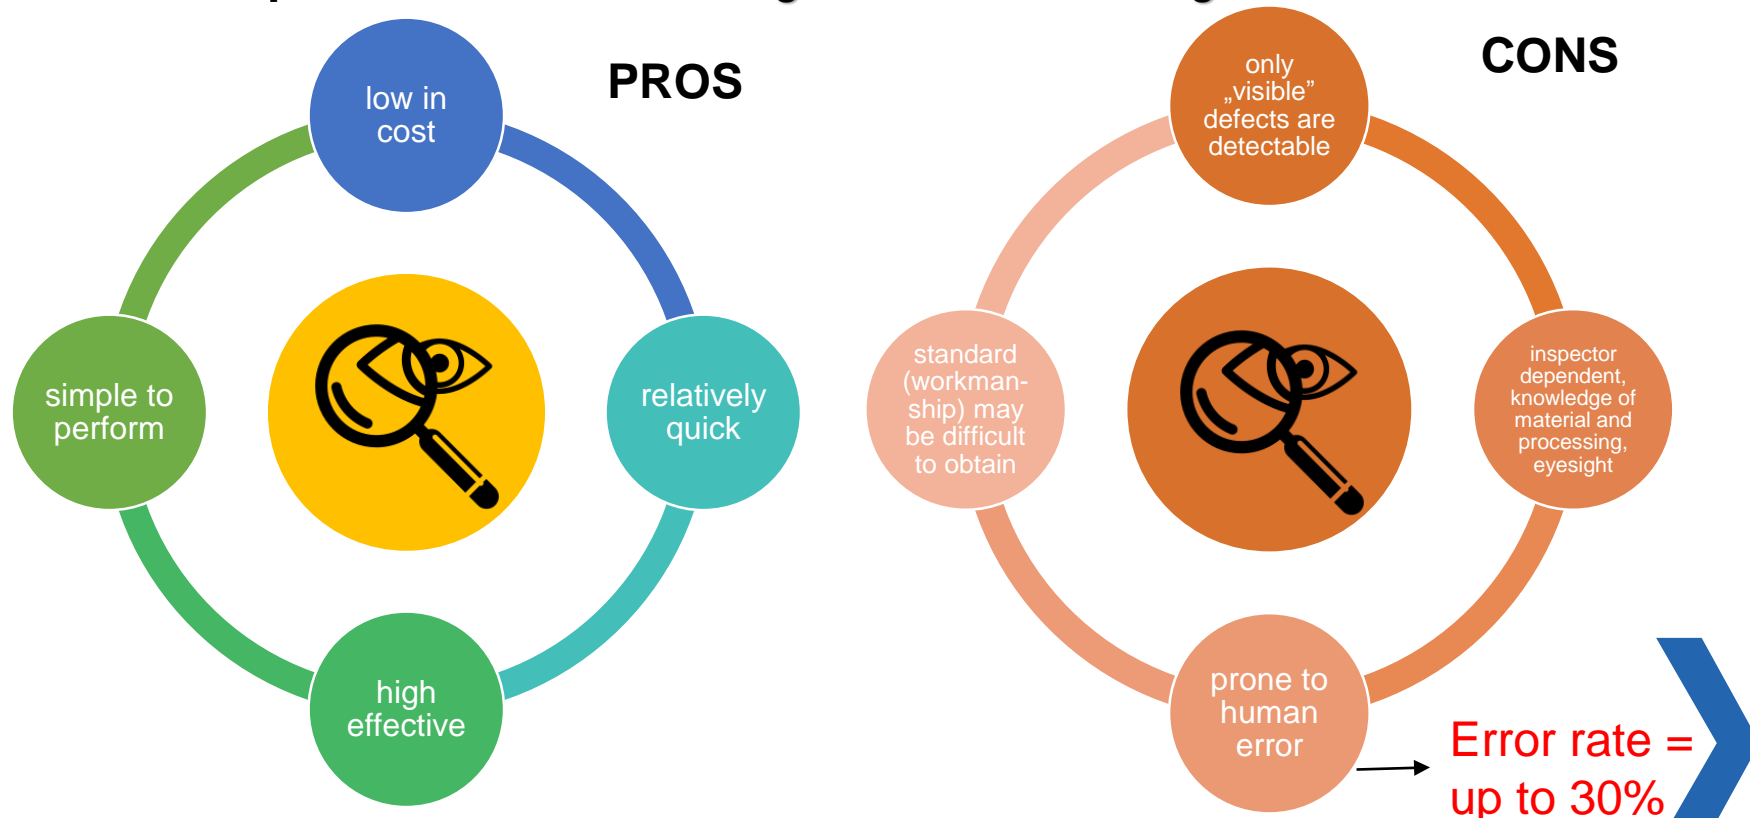 PROS
low in
cost
relatively
quick
high
effective
simple to
perform
CONS
only
„visible”
defects are
detectable
inspector
dependent,
knowledge of
material and
processing,
eyesight
prone to
human
error
standard
(workman-
ship) may
be difficult
to obtain
Error rate =
up to 30%